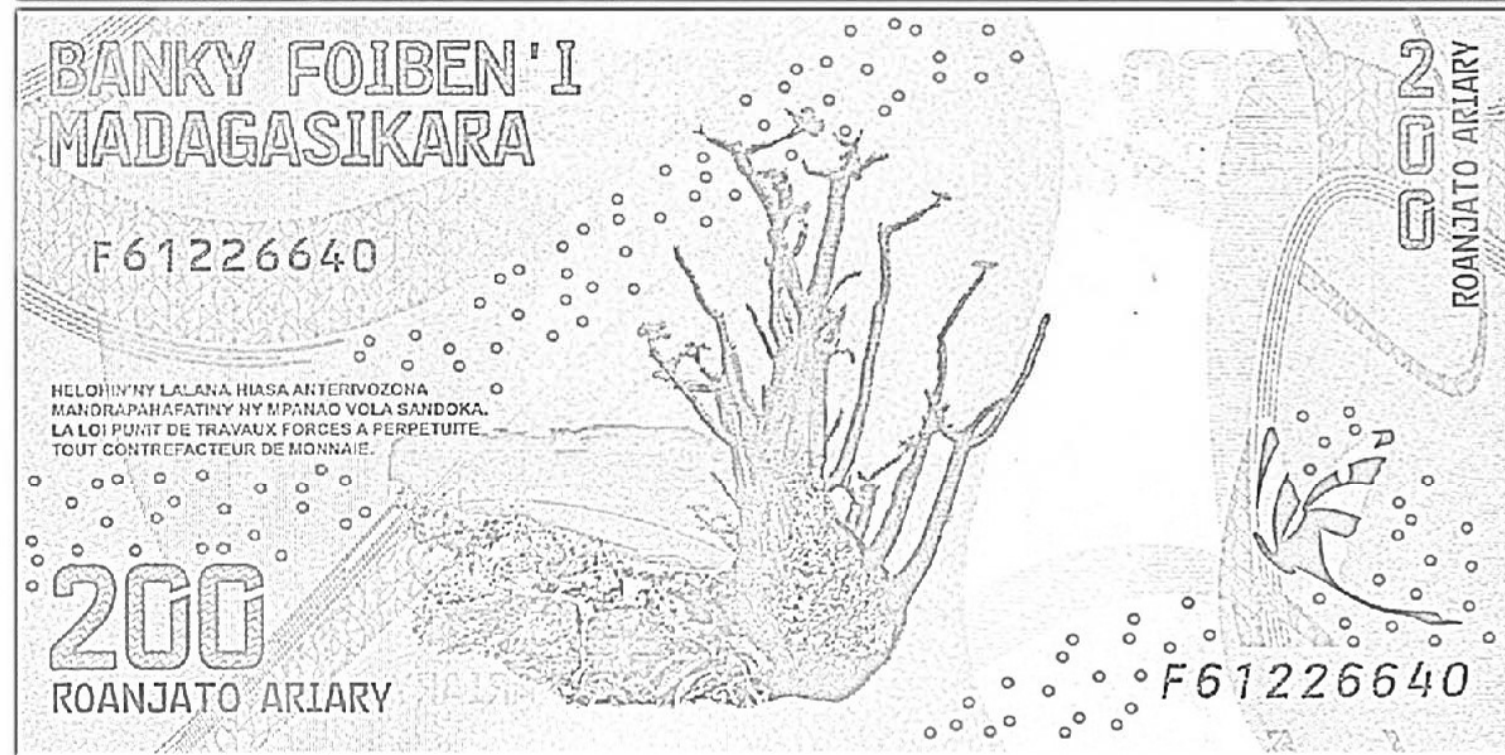 BANKY FOIBEN'I
MADAGASIKARA
F61226640
HELOHIN'NY LALANA HIASA ANTERIVOZONA
MANDRAPAHAFATINY NY MPANAO VOLA SANDOKA.
LA LOI PUNIT DE TRAVAUX FORCES A PERPETUITE
TOUT CONTREFACTEUR DE MONNAIE.
200
ROANJATO ARIARY
200
ROANJATO ARIARY
F61226640